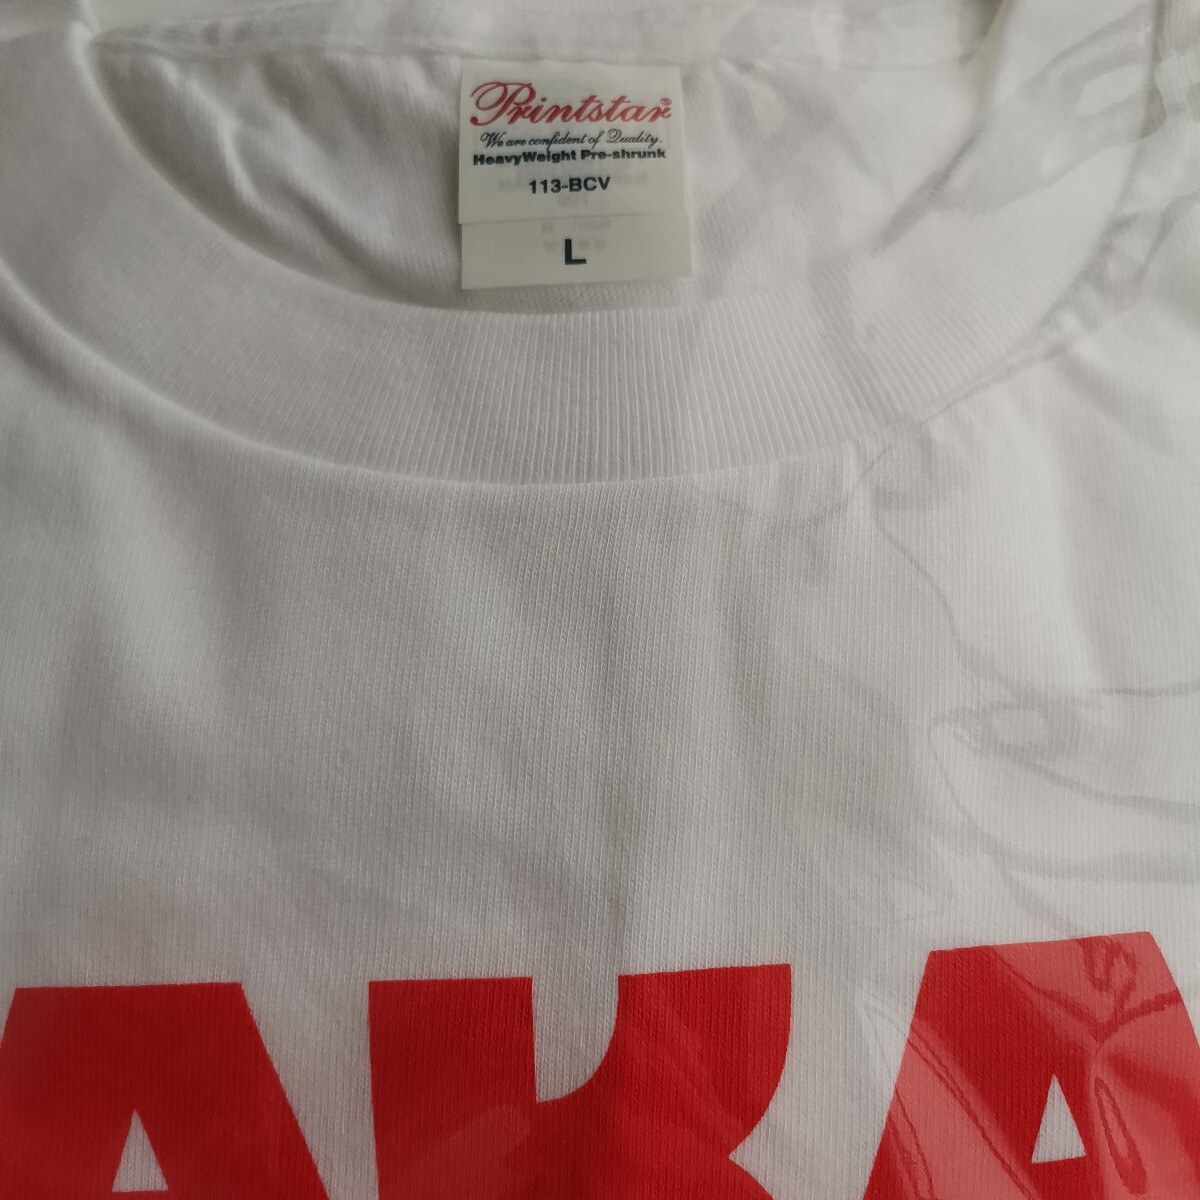 Printstar®
We are confident of Quality.
HeavyWeight Pre-shrunk
113-BCV
L
AKA